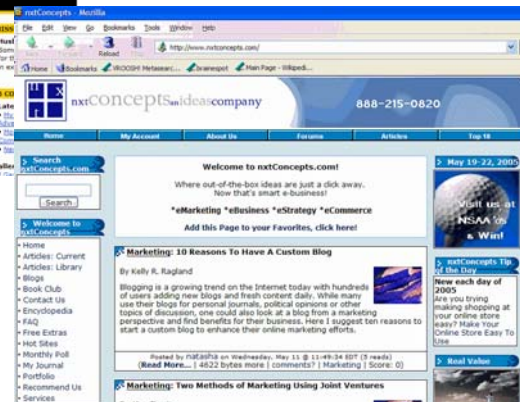 nxtConcepts - Mozilla
File Edit View Go Bookmarks Tools Window Help
Reload
http://www.nxtconcepts.com/
Home Bookmarks VROOSH! Metasearc... brainespot Main Page - Wikipedi...
n x
t
nxtconcepts an ideas company
888-215-0820
Home My Account About Us Forums Articles Top 10
Search nxtConcepts.com
Search
Welcome to nxtConcepts
Home
Articles: Current
Articles: Library
Blogs
Book Club
Contact Us
Encyclopedia
FAQ
Free Extras
Hot Sites
Monthly Poll
My Journal
Portfolio
Recommend Us
Services
Welcome to nxtConcepts.com!
Where out-of-the-box ideas are just a click away.
Now that's smart e-business!
*eMarketing *eBusiness *eStrategy *eCommerce
Add this Page to your Favorites, click here!
Marketing: 10 Reasons To Have A Custom Blog
By Kelly R. Ragland
Blogging is a growing trend on the Internet today with hundreds
of users adding new blogs and fresh content daily. While many
use their blogs for personal journals, political opinions or other
topics of discussion, one could also look at a blog from a marketing
perspective and find benefits for their business. Here I suggest ten reasons to
start a custom blog to enhance their online marketing efforts.
Posted by natasha on Wednesday, May 11 @ 11:49:34 EDT (5 reads)
(Read More... | 4622 bytes more | comments? | Marketing | Score: 0)
Marketing: Two Methods of Marketing Using Joint Ventures
May 19-22, 2005
Visit us at
NSAA '05
& Win!
nxtConcepts Tip
of the Day
New each day of
2005
Are you trying
making shopping at
your online store
easy? Make Your
Online Store Easy To
Use
Real Value